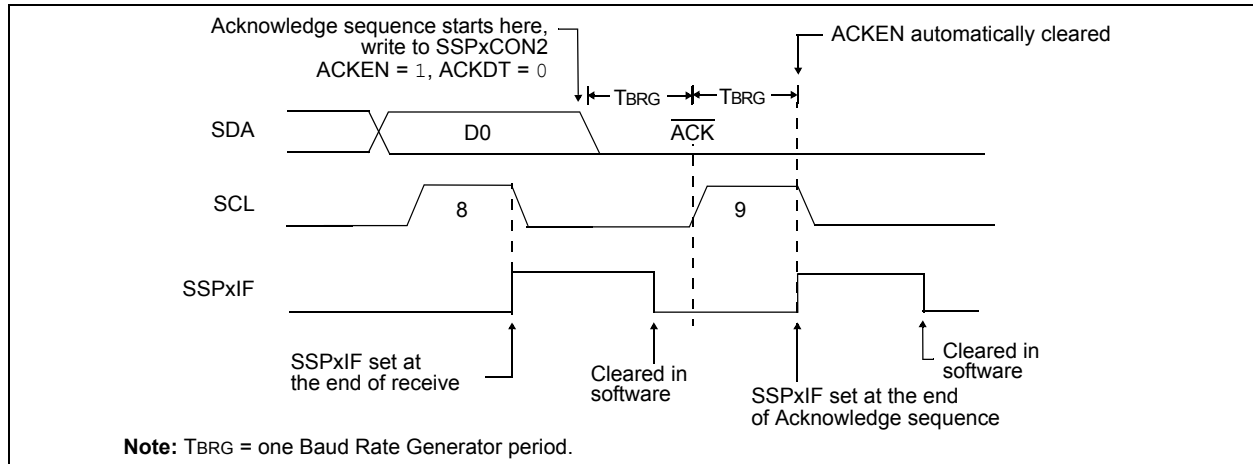 Acknowledge sequence starts here,
write to SSPxCON2
ACKEN = 1, ACKDT = 0
ACKEN automatically cleared
TBRG
TBRG
SDA
D0
ACK
SCL
8
9
SSPxIF
SSPxIF set at
the end of receive
Cleared in
software
SSPxIF set at the end
of Acknowledge sequence
Cleared in
software
Note: TBRG = one Baud Rate Generator period.